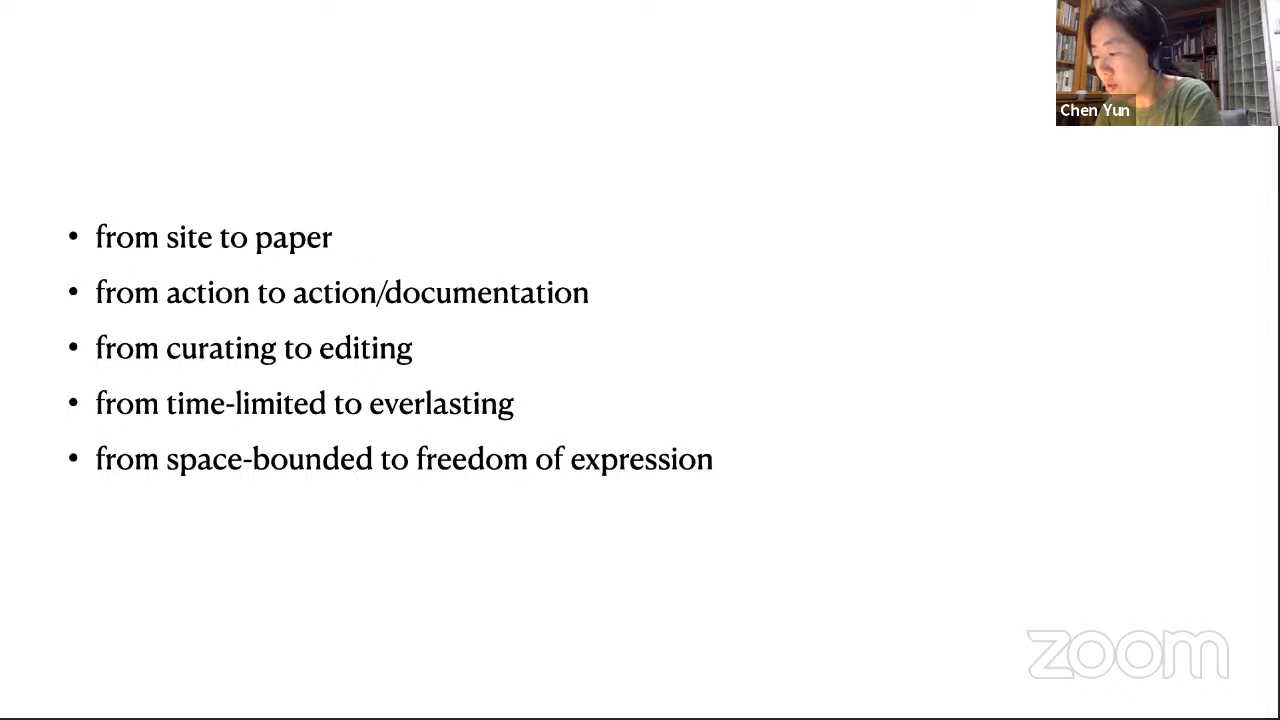 Chen Yun
• from site to paper
• from action to action/documentation
• from curating to editing
• from time-limited to everlasting
• from space-bounded to freedom of expression
zoom